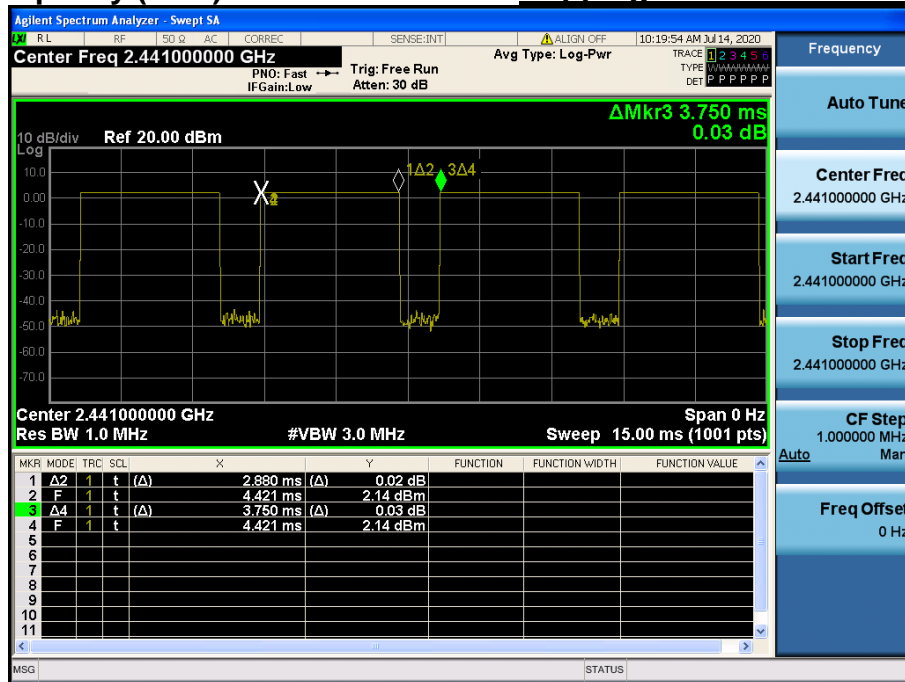 Agilent Spectrum Analyzer - Swept SA
LXI RL RF 50 Ω AC CORREC SENSE:INT ALIGN OFF 10:19:54 AM Jul 14, 2020
Center Freq 2.441000000 GHz
PNO: Fast
IFGain:Low
Trig: Free Run
Atten: 30 dB
Avg Type: Log-Pwr
TRACE 1 2 3 4 5 6
TYPE WWWWWW
DET P P P P P P
ΔMkr3 3.750 ms
0.03 dB
10 dB/div Ref 20.00 dBm
Log
10.0
0.00
-10.0
-20.0
-30.0
-40.0
-50.0
-60.0
-70.0
1Δ2 3Δ4
Center 2.441000000 GHz Span 0 Hz
Res BW 1.0 MHz #VBW 3.0 MHz Sweep 15.00 ms (1001 pts)
MKR MODE TRC SCL X Y FUNCTION FUNCTION WIDTH FUNCTION VALUE
1 Δ2 1 t (Δ) 2.880 ms (Δ) 0.02 dB
2 F 1 t 4.421 ms 2.14 dBm
3 Δ4 1 t (Δ) 3.750 ms (Δ) 0.03 dB
4 F 1 t 4.421 ms 2.14 dBm
5
6
7
8
9
10
11
MSG STATUS
Frequency
Auto Tune
Center Freq
2.441000000 GHz
Start Freq
2.441000000 GHz
Stop Freq
2.441000000 GHz
CF Step
1.000000 MHz
Auto Man
Freq Offset
0 Hz